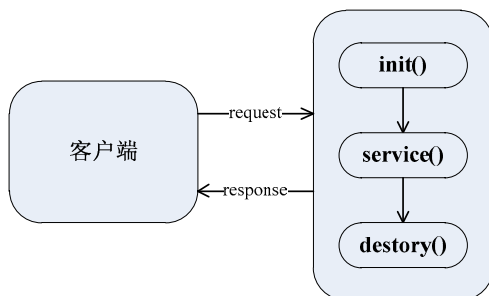 客户端
request
response
init()
service()
destory()